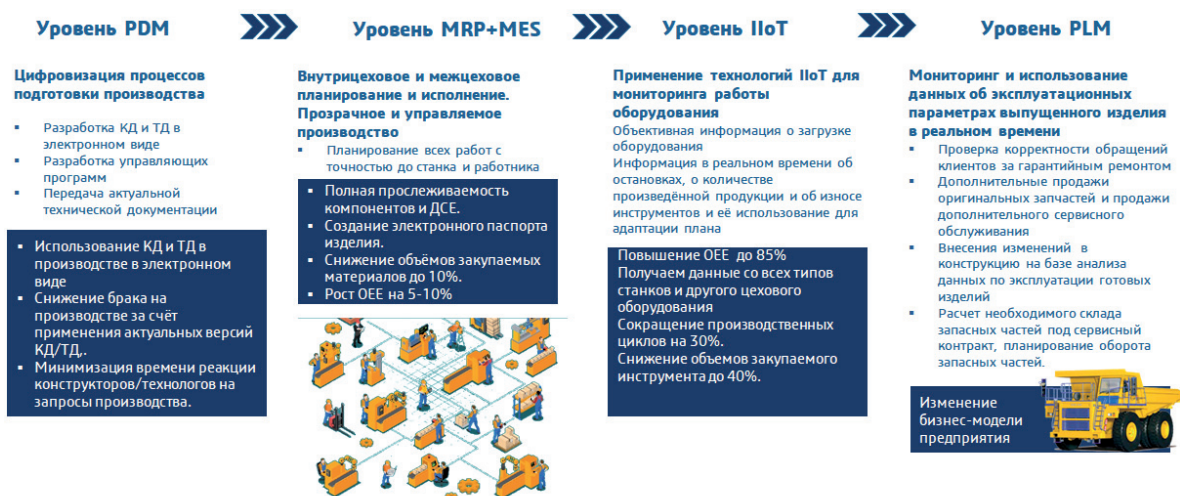 Уровень PDM
Уровень MRP+MES
Уровень IIoT
Уровень PLM
Цифровизация процессов
подготовки производства
▪ Разработка КД и ТД в
электронном виде
▪ Разработка управляющих
программ
▪ Передача актуальной
технической документации
▪ Использование КД и ТД в
производстве в электронном
виде
▪ Снижение брака на
производстве за счёт
применения актуальных версий
КД/ТД,.
▪ Минимизация времени реакции
конструкторов/технологов на
запросы производства.
Внутрицеховое и межцеховое
планирование и исполнение.
Прозрачное и управляемое
производство
▪ Планирование всех работ с
точностью до станка и работника
▪ Полная прослеживаемость
компонентов и ДСЕ.
▪ Создание электронного паспорта
изделия.
▪ Снижение объёмов закупаемых
материалов до 10%.
▪ Рост OEE на 5-10%
Применение технологий IIoT для
мониторинга работы
оборудования
Объективная информация о загрузке
оборудования
Информация в реальном времени об
остановках, о количестве
произведённой продукции и об износе
инструментов и её использование для
адаптации плана
Повышение OEE до 85%
Получаем данные со всех типов
станков и другого цехового
оборудования
Сокращение производственных
циклов на 30%.
Снижение объемов закупаемого
инструмента до 40%.
Мониторинг и использование
данных об эксплуатационных
параметрах выпущенного изделия
в реальном времени
▪ Проверка корректности обращений
клиентов за гарантийным ремонтом
▪ Дополнительные продажи
оригинальных запчастей и продажи
дополнительного сервисного
обслуживания
▪ Внесения изменений в
конструкцию на базе анализа
данных по эксплуатации готовых
изделий
▪ Расчет необходимого склада
запасных частей под сервисный
контракт, планирование оборота
запасных частей.
Изменение
бизнес-модели
предприятия